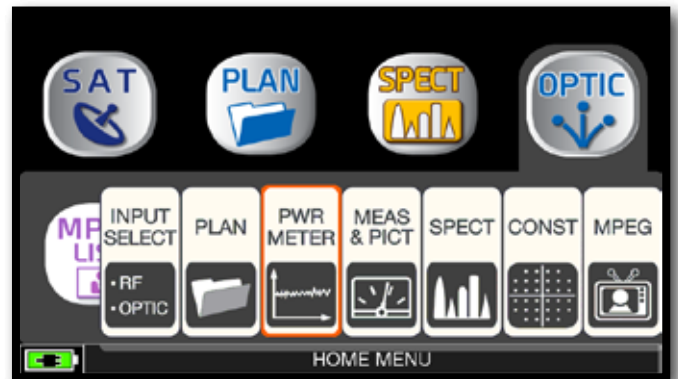 SAT
PLAN
SPECT
OPTIC
INPUT
SELECT
• RF
• OPTIC
PLAN
PWR
METER
MEAS
& PICT
SPECT
CONST
MPEG
HOME MENU